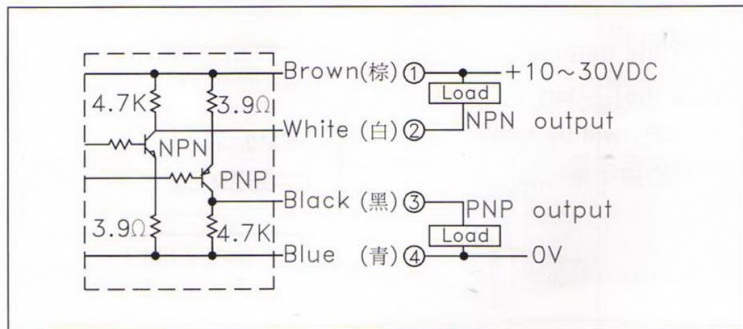 Brown(棕)① +10~30VDC
4.7K 3.9Ω Load
White (白)② NPN output
NPN
PNP
Black (黑)③ PNP output
3.9Ω 4.7K Load
Blue (青)④ 0V